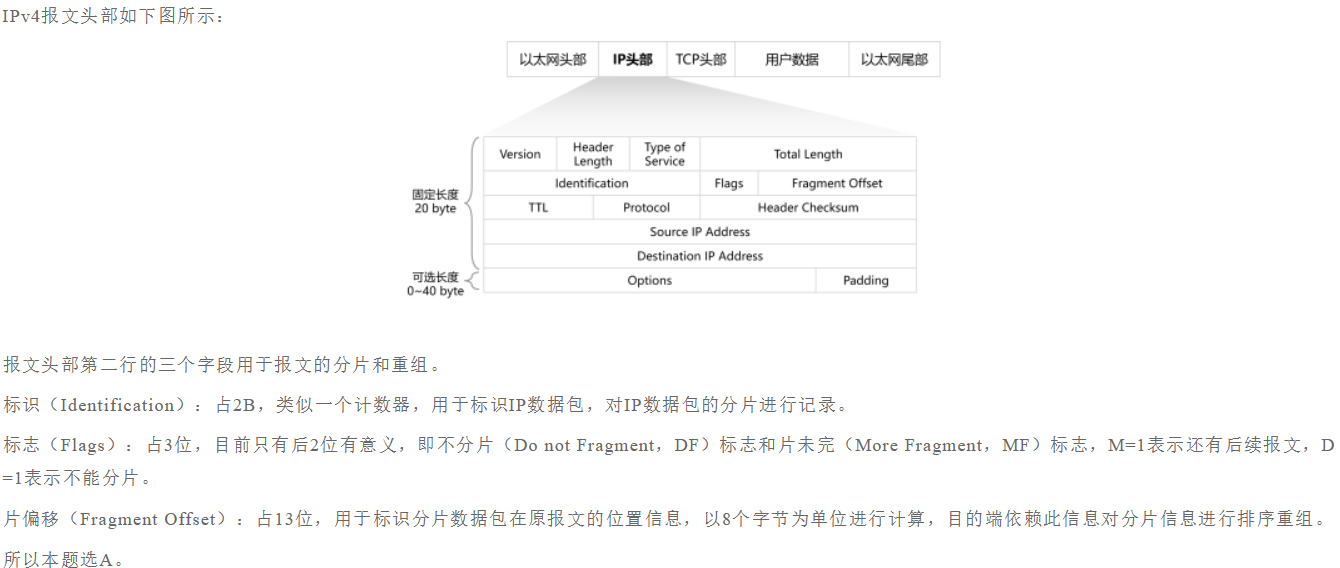 IPv4报文头部如下图所示：
以太网头部 IP头部 TCP头部 用户数据 以太网尾部
Version Header Length Type of Service Total Length
Identification Flags Fragment Offset
固定长度
20 byte
TTL Protocol Header Checksum
Source IP Address
Destination IP Address
可选长度
0~40 byte
Options Padding
报文头部第二行的三个字段用于报文的分片和重组。
标识（Identification）：占2B，类似一个计数器，用于标识IP数据包，对IP数据包的分片进行记录。
标志（Flags）：占3位，目前只有后2位有意义，即不分片（Do not Fragment，DF）标志和片未完（More Fragment，MF）标志，M=1表示还有后续报文，D
=1表示不能分片。
片偏移（Fragment Offset）：占13位，用于标识分片数据包在原报文的位置信息，以8个字节为单位进行计算，目的端依赖此信息对分片信息进行排序重组。
所以本题选A。